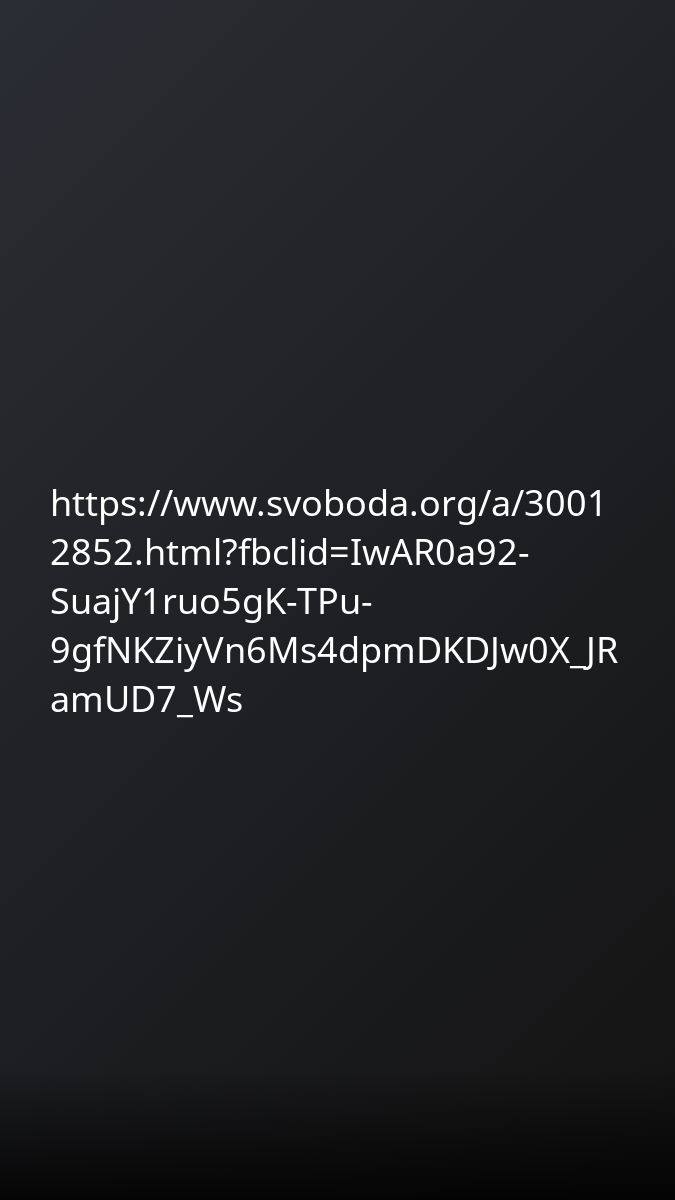 https://www.svoboda.org/a/3001
2852.html?fbclid=IwAR0a92-
SuajY1ruo5gK-TPu-
9gfNKZiyVn6Ms4dpmDKDJw0X_JR
amUD7_Ws